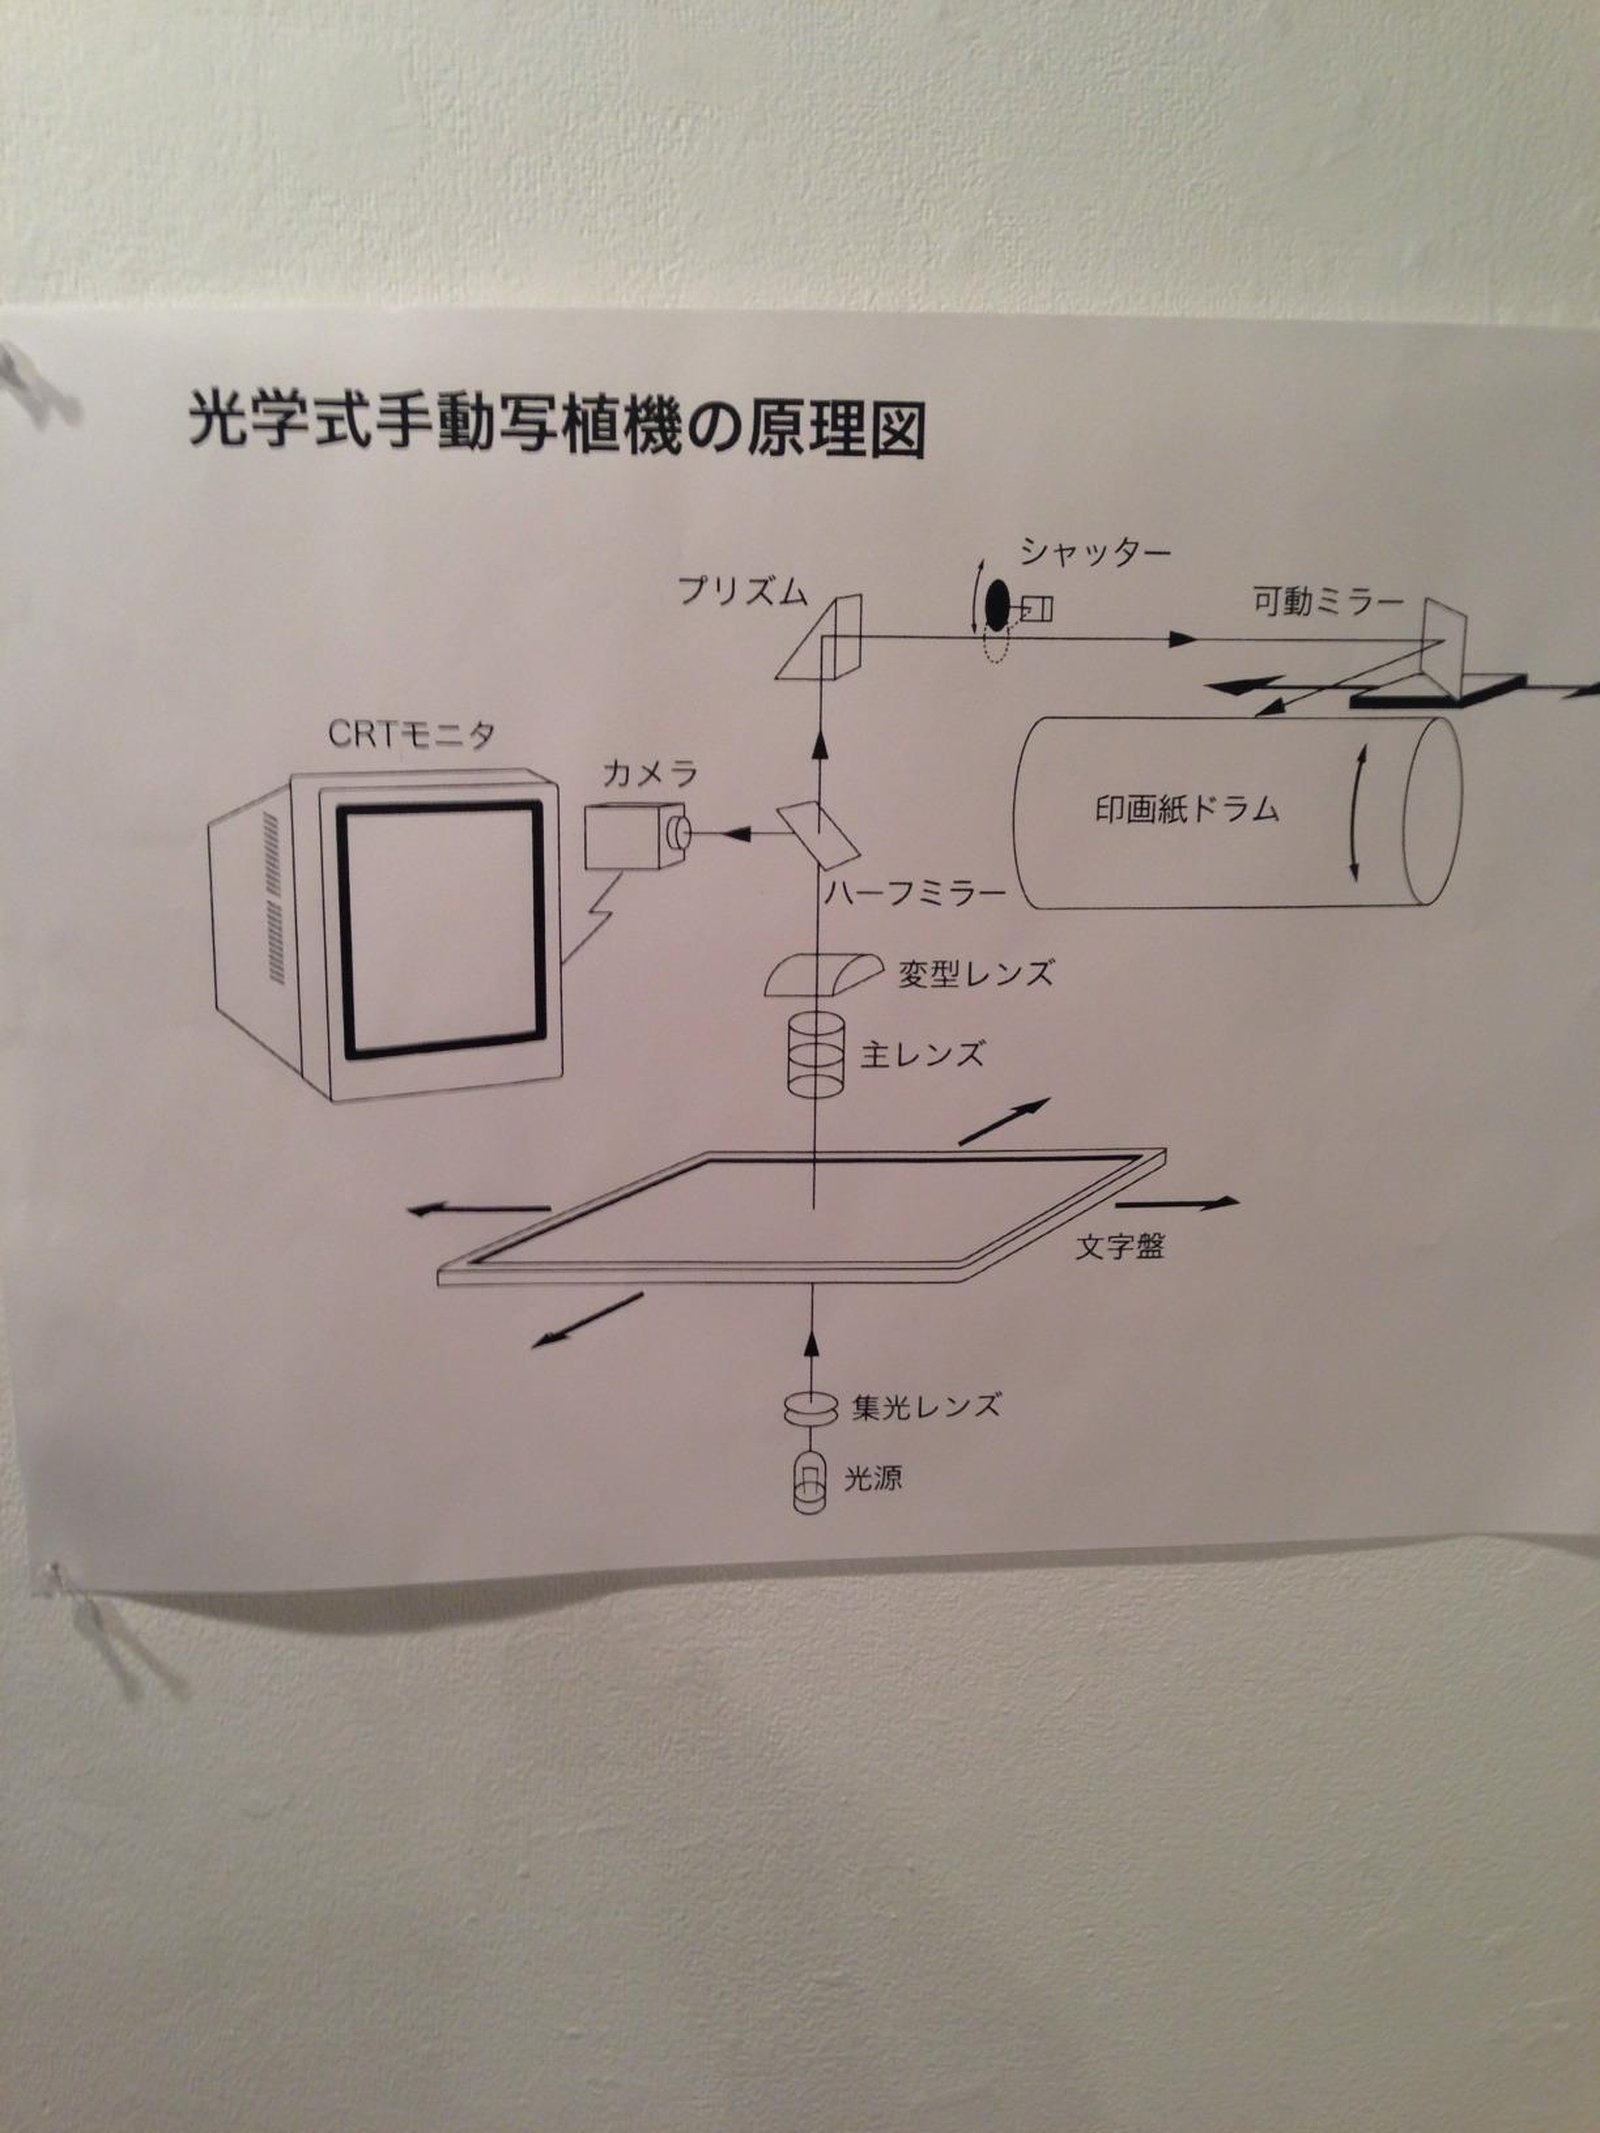 光学式手動写植機の原理図
シャッター
プリズム
可動ミラー
CRTモニタ
カメラ
印画紙ドラム
ハーフミラー
変型レンズ
主レンズ
文字盤
集光レンズ
光源